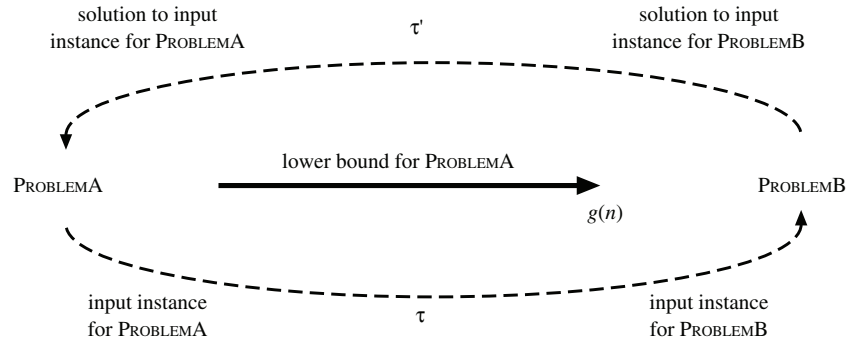 solution to input
instance for PROBLEMA
τ'
solution to input
instance for PROBLEMB
lower bound for PROBLEMA
PROBLEMA
PROBLEMB
g(n)
input instance
for PROBLEMA
τ
input instance
for PROBLEMB